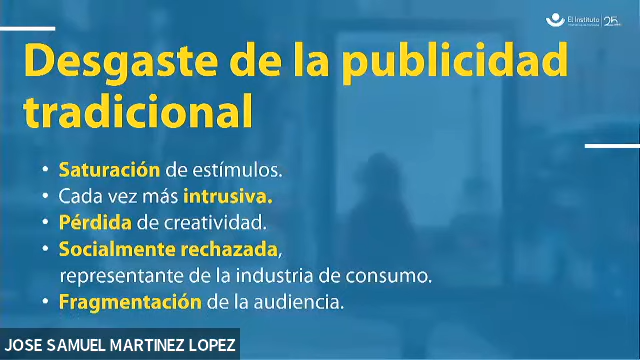 El Instituto
25
Desgaste de la publicidad
tradicional
• Saturación de estímulos.
• Cada vez más intrusiva.
• Pérdida de creatividad.
• Socialmente rechazada,
representante de la industria de consumo.
• Fragmentación de la audiencia.
JOSE SAMUEL MARTINEZ LOPEZ